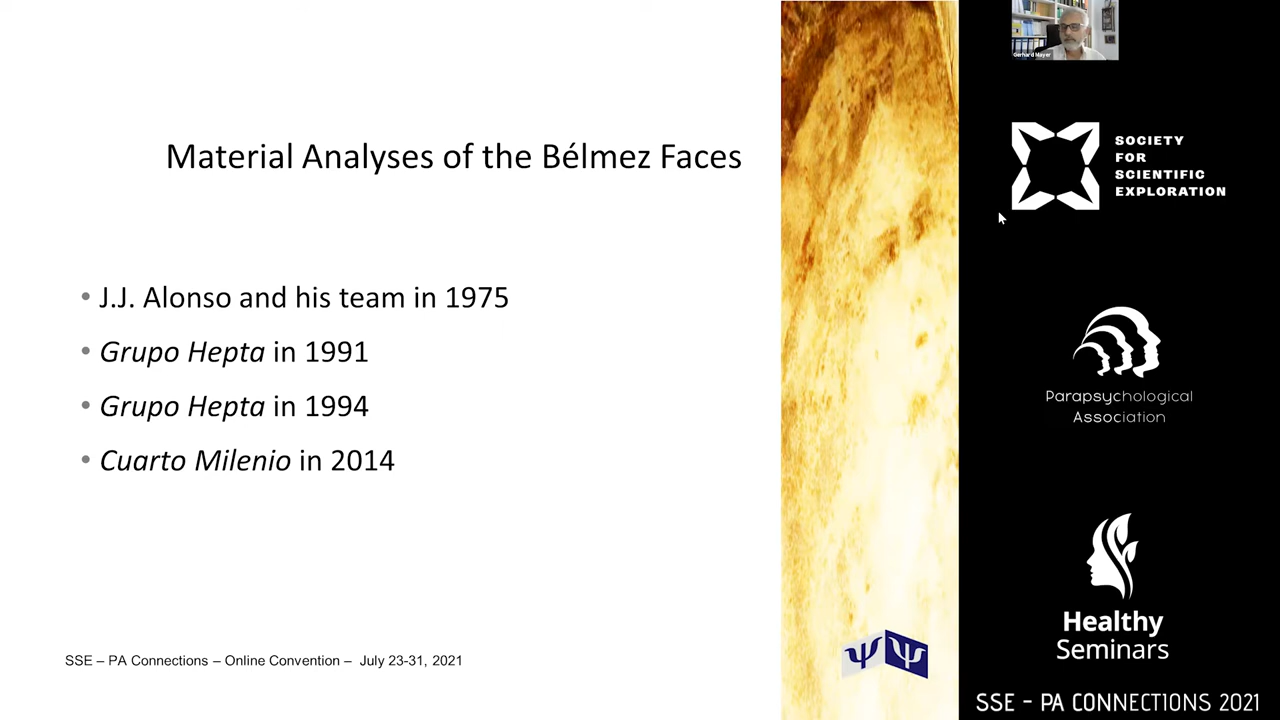 Material Analyses of the Bélmez Faces
• J.J. Alonso and his team in 1975
• Grupo Hepta in 1991
• Grupo Hepta in 1994
• Cuarto Milenio in 2014
SSE – PA Connections – Online Convention – July 23-31, 2021
Ψ Ψ
Gerhard Mayer
SOCIETY
FOR
SCIENTIFIC
EXPLORATION
Parapsychological
Association
Healthy
Seminars
SSE - PA CONNECTIONS 2021